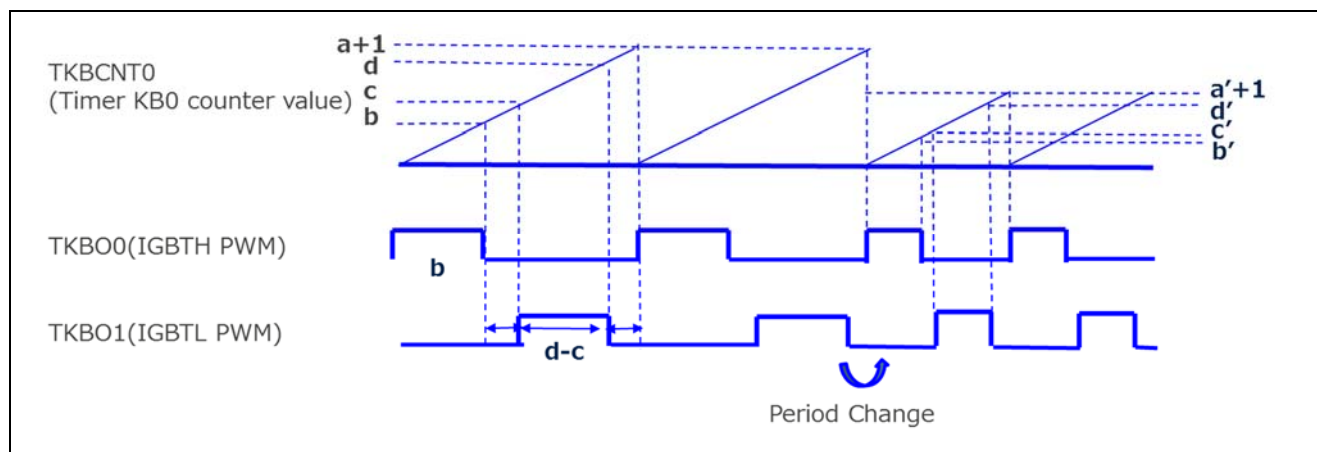 a+1
d
c
b
TKBCNT0
(Timer KB0 counter value)
a’+1
d’
c’
b’
TKBO0(IGBTH PWM)
b
TKBO1(IGBTL PWM)
d-c
Period Change